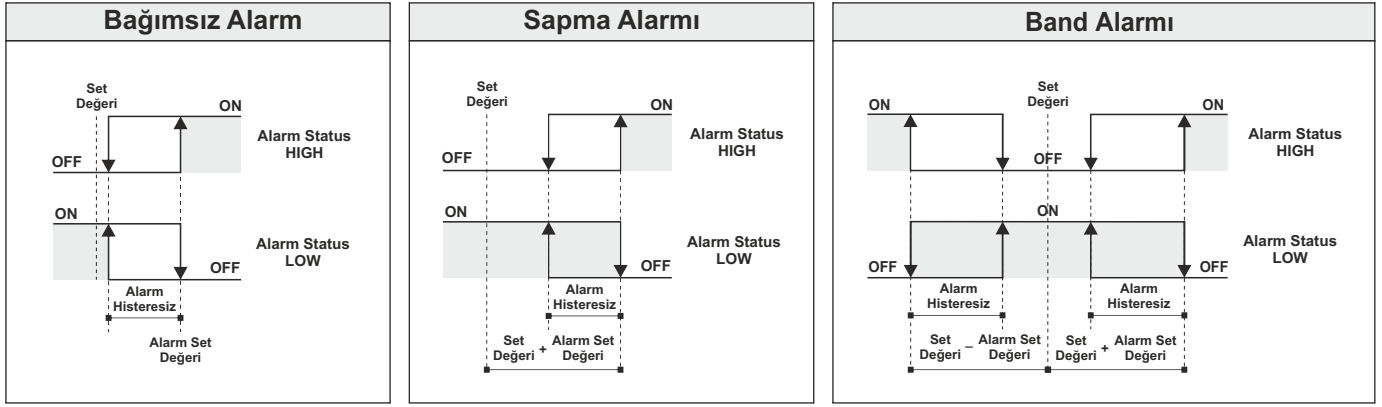 Bağımsız Alarm
Set
Değeri
ON
Alarm Status
HIGH
OFF
ON
Alarm Status
LOW
OFF
Alarm
Histeresiz
Alarm Set
Değeri
Sapma Alarmı
Set
Değeri
ON
Alarm Status
HIGH
OFF
ON
Alarm Status
LOW
OFF
Alarm
Histeresiz
Set
Değeri
+
Alarm Set
Değeri
Band Alarmı
Set
Değeri
ON
ON
Alarm Status
HIGH
OFF
ON
Alarm Status
LOW
OFF
OFF
Alarm
Histeresiz
Alarm
Histeresiz
Set
Değeri
–
Alarm Set
Değeri
Set
Değeri
+
Alarm Set
Değeri